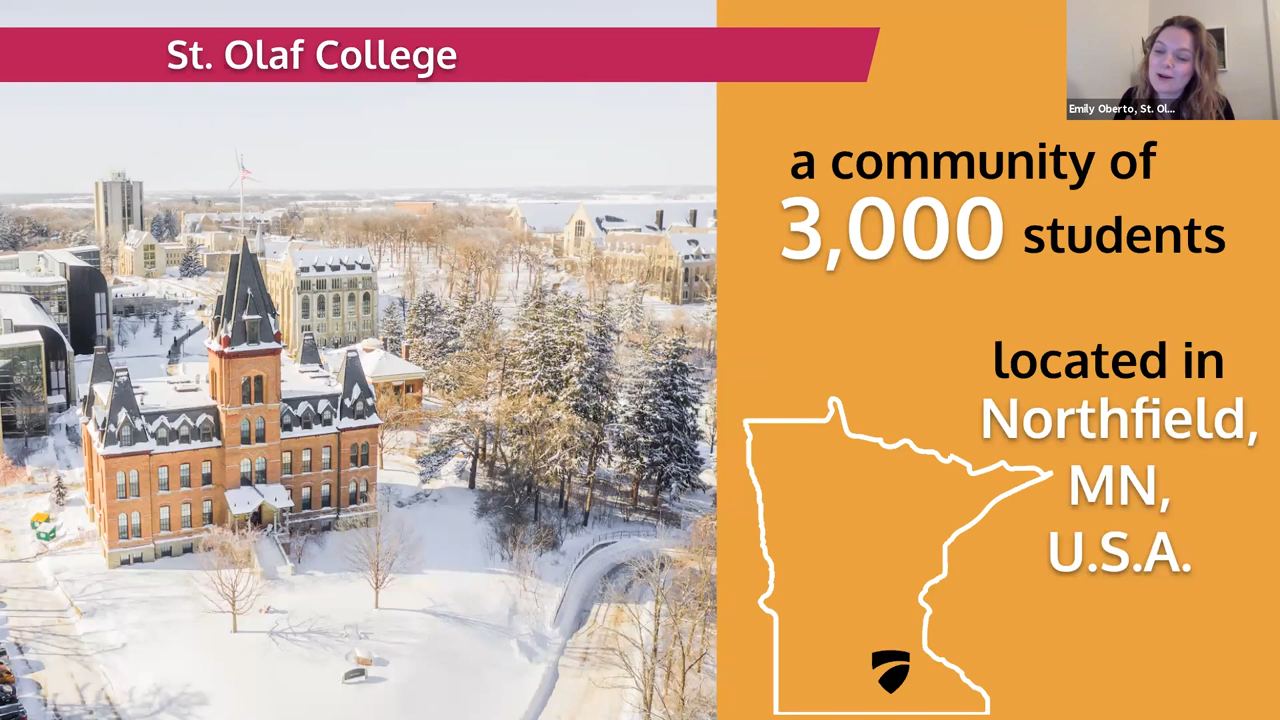 St. Olaf College
Emily Oberto, St. Ol...
a community of
3,000 students
located in
Northfield,
MN,
U.S.A.